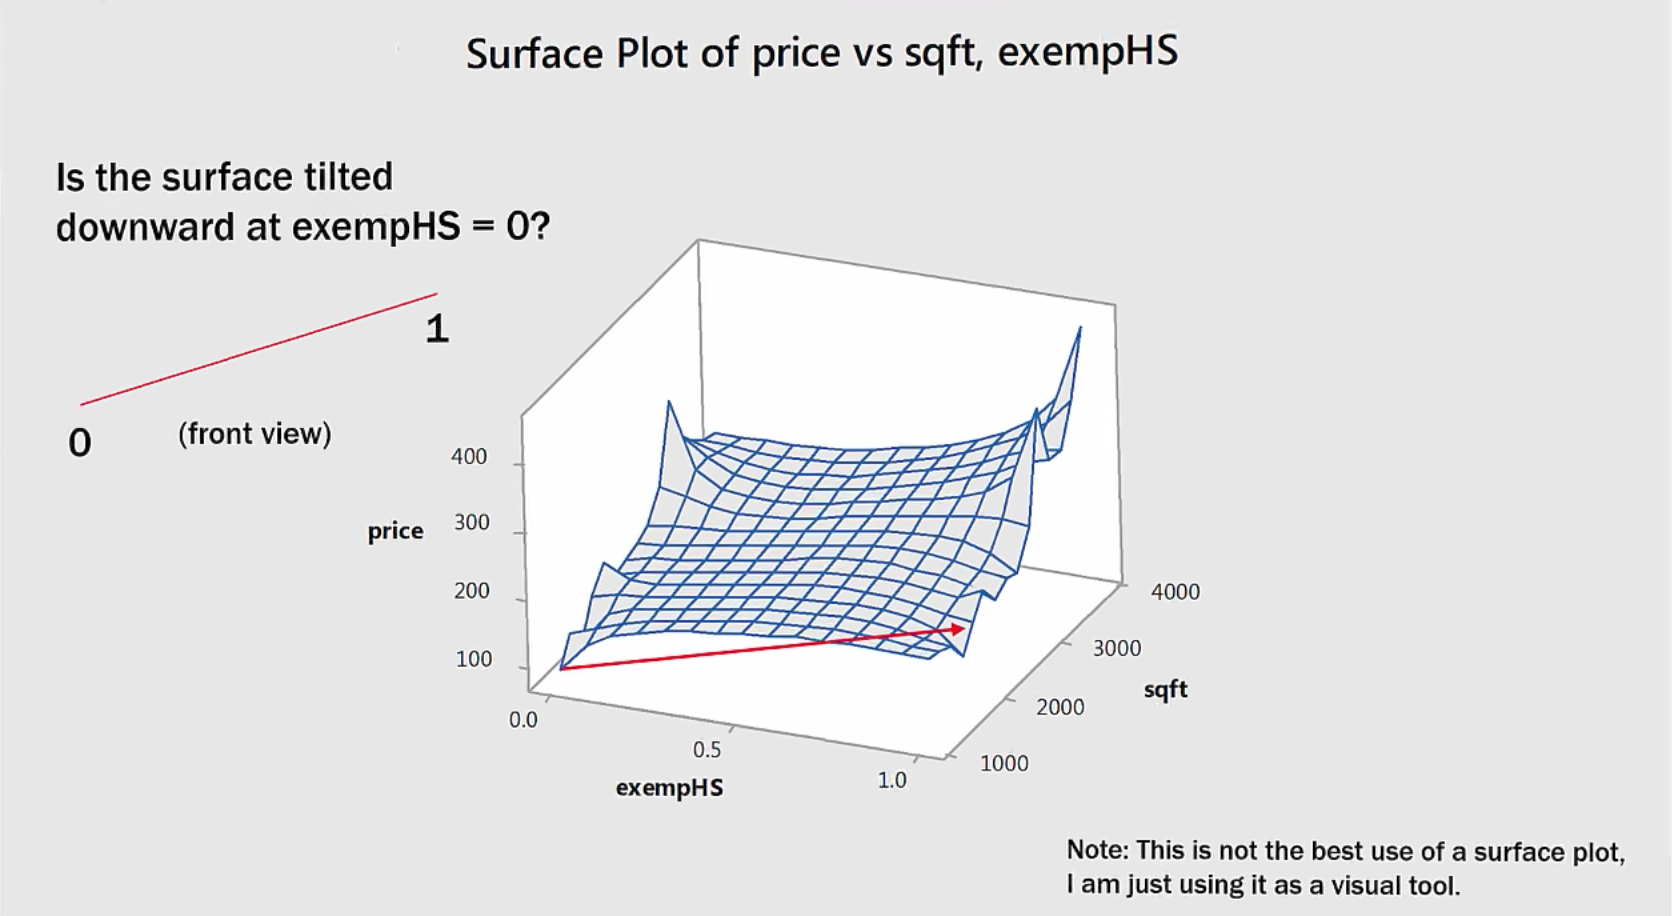 Surface Plot of price vs sqft, exempHS
Is the surface tilted
downward at exempHS = 0?
1
0
(front view)
400
300
200
100
price
0.0
0.5
1.0
exempHS
4000
3000
2000
1000
sqft
Note: This is not the best use of a surface plot,
I am just using it as a visual tool.